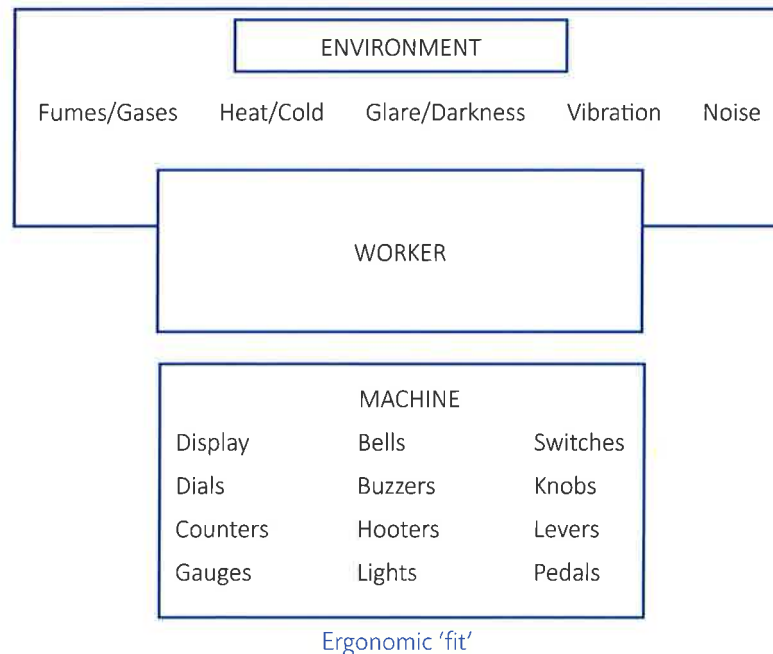 ENVIRONMENT
Fumes/Gases Heat/Cold Glare/Darkness Vibration Noise
WORKER
MACHINE
Display Bells Switches
Dials Buzzers Knobs
Counters Hooters Levers
Gauges Lights Pedals
Ergonomic ‘fit’